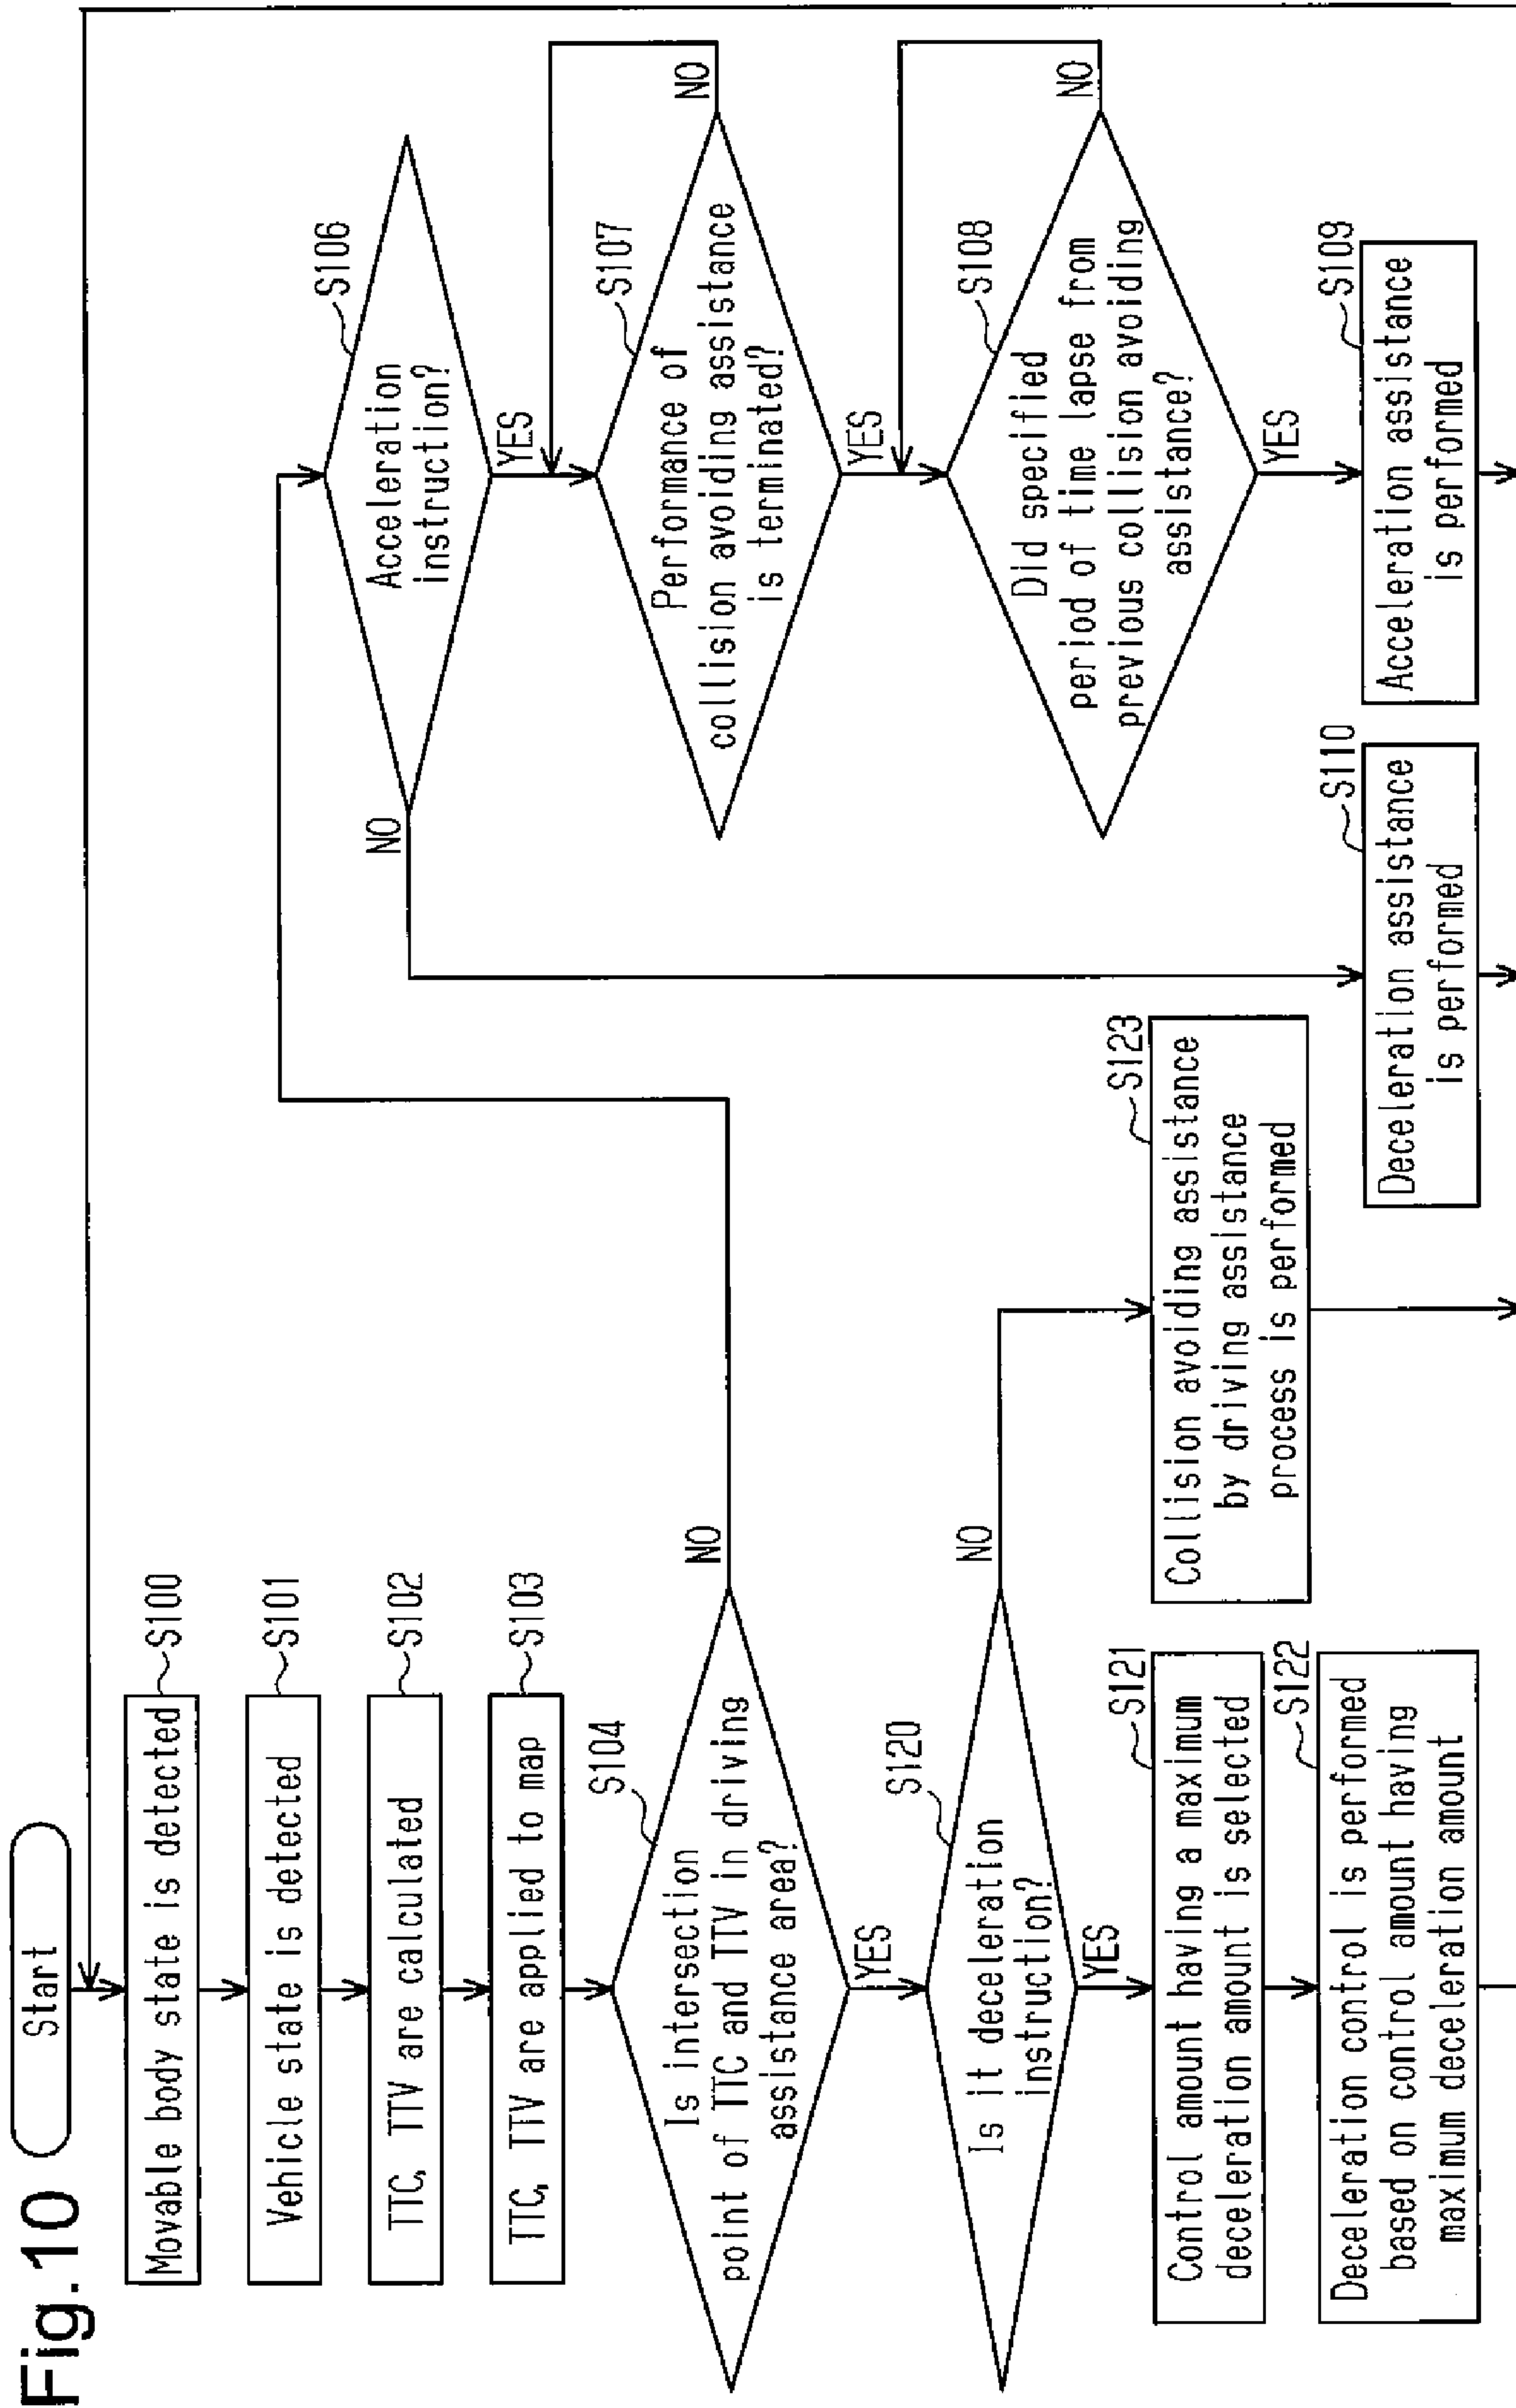 Fig.10
Start
Movable body state is detected
S100
Vehicle state is detected
S101
TTC, TTV are calculated
S102
TTC, TTV are applied to map
S103
Is intersection
point of TTC and TTV in driving
assistance area?
S104
NO
YES
Is it deceleration
instruction?
S120
NO
YES
Control amount having a maximum
deceleration amount is selected
S121
Deceleration control is performed
based on control amount having
maximum deceleration amount
S122
Collision avoiding assistance
by driving assistance
process is performed
S123
Acceleration
instruction?
S106
NO
YES
Performance of
collision avoiding assistance
is terminated?
S107
NO
YES
Did specified
period of time lapse from
previous collision avoiding
assistance?
S108
NO
YES
Acceleration assistance
is performed
S109
Deceleration assistance
is performed
S110